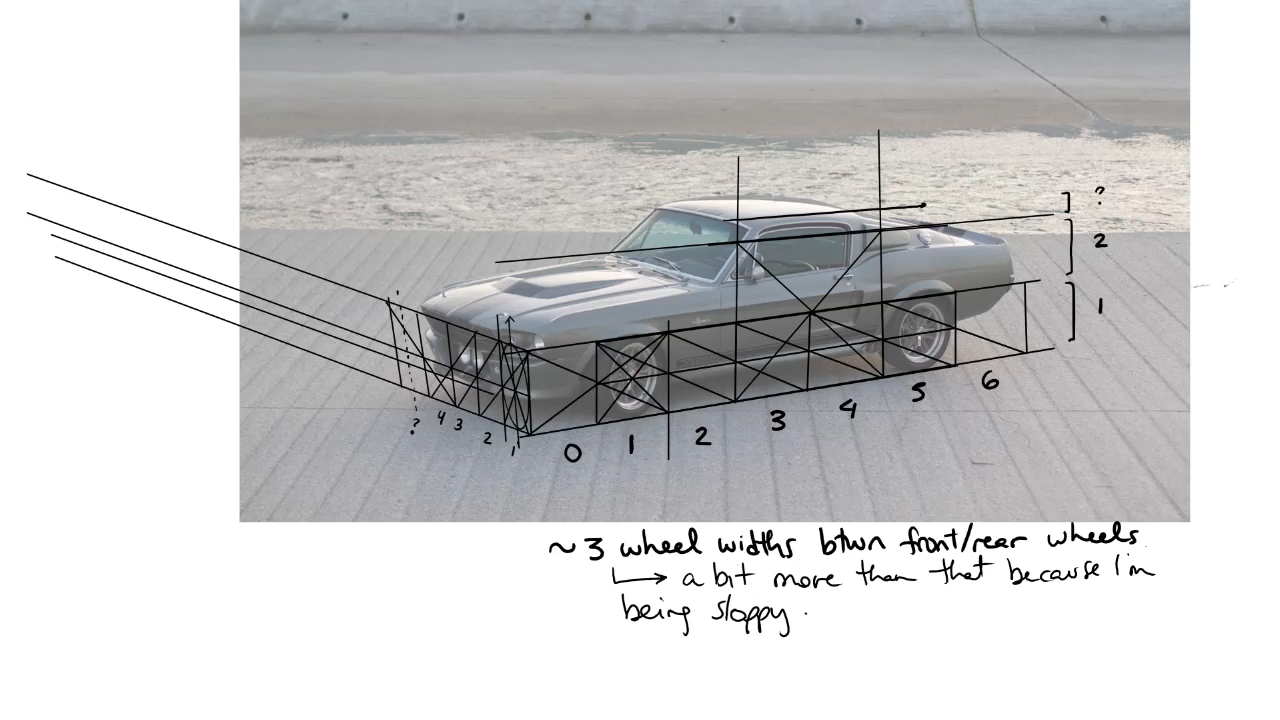 ?
2
1
4 3 2 1
?
0 1 2 3 4 5 6
~ 3 wheel widths btwn front/rear wheels.
↳ a bit more than that because I'm
being sloppy.